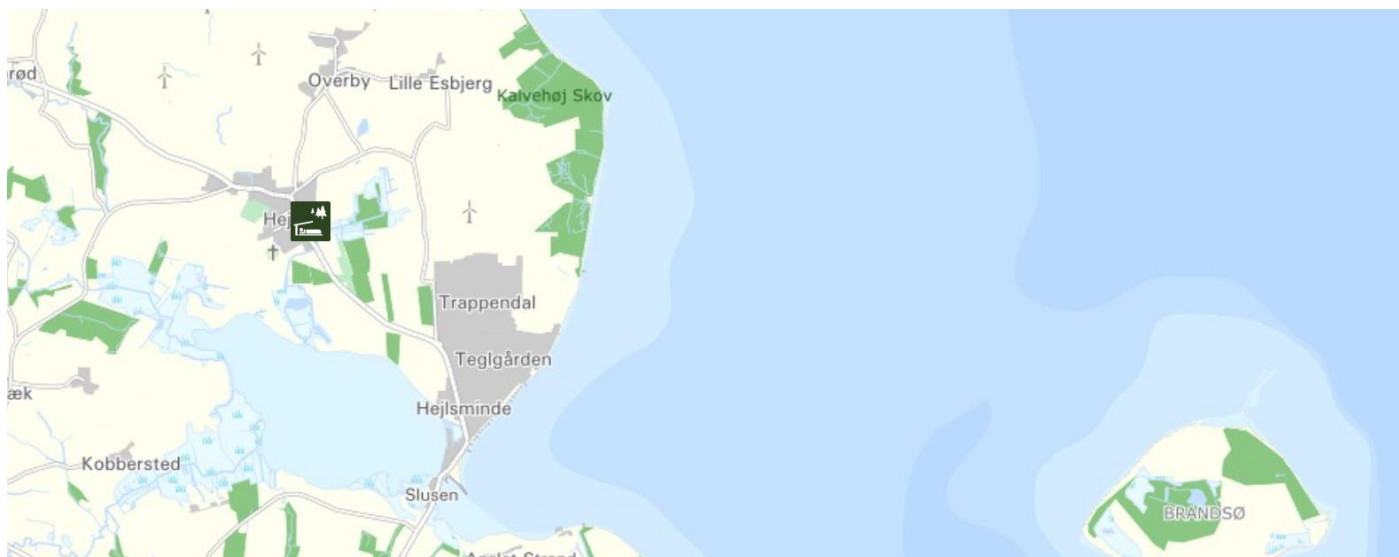 Overby
Lille Esbjerg
Kalvehøj Skov
Trappendal
Teglgården
Hejlsminde
Kobbersted
Slusen
BRANDSØ